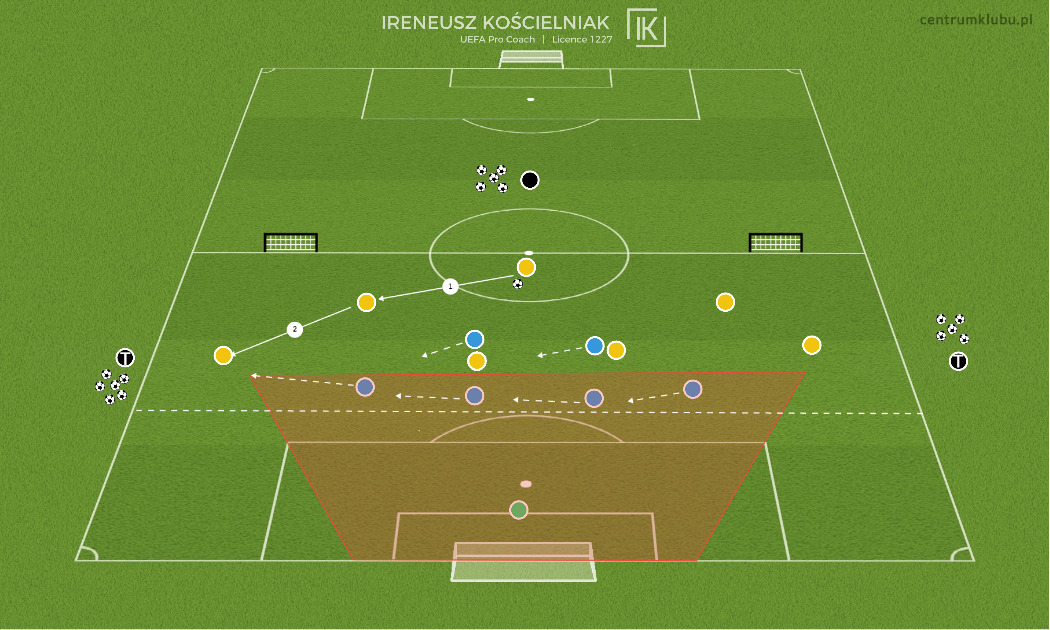 IRENEUSZ KOŚCIELNIAK
UEFA Pro Coach | Licence 1227
IK
centrumklubu.pl
1
2
T
T